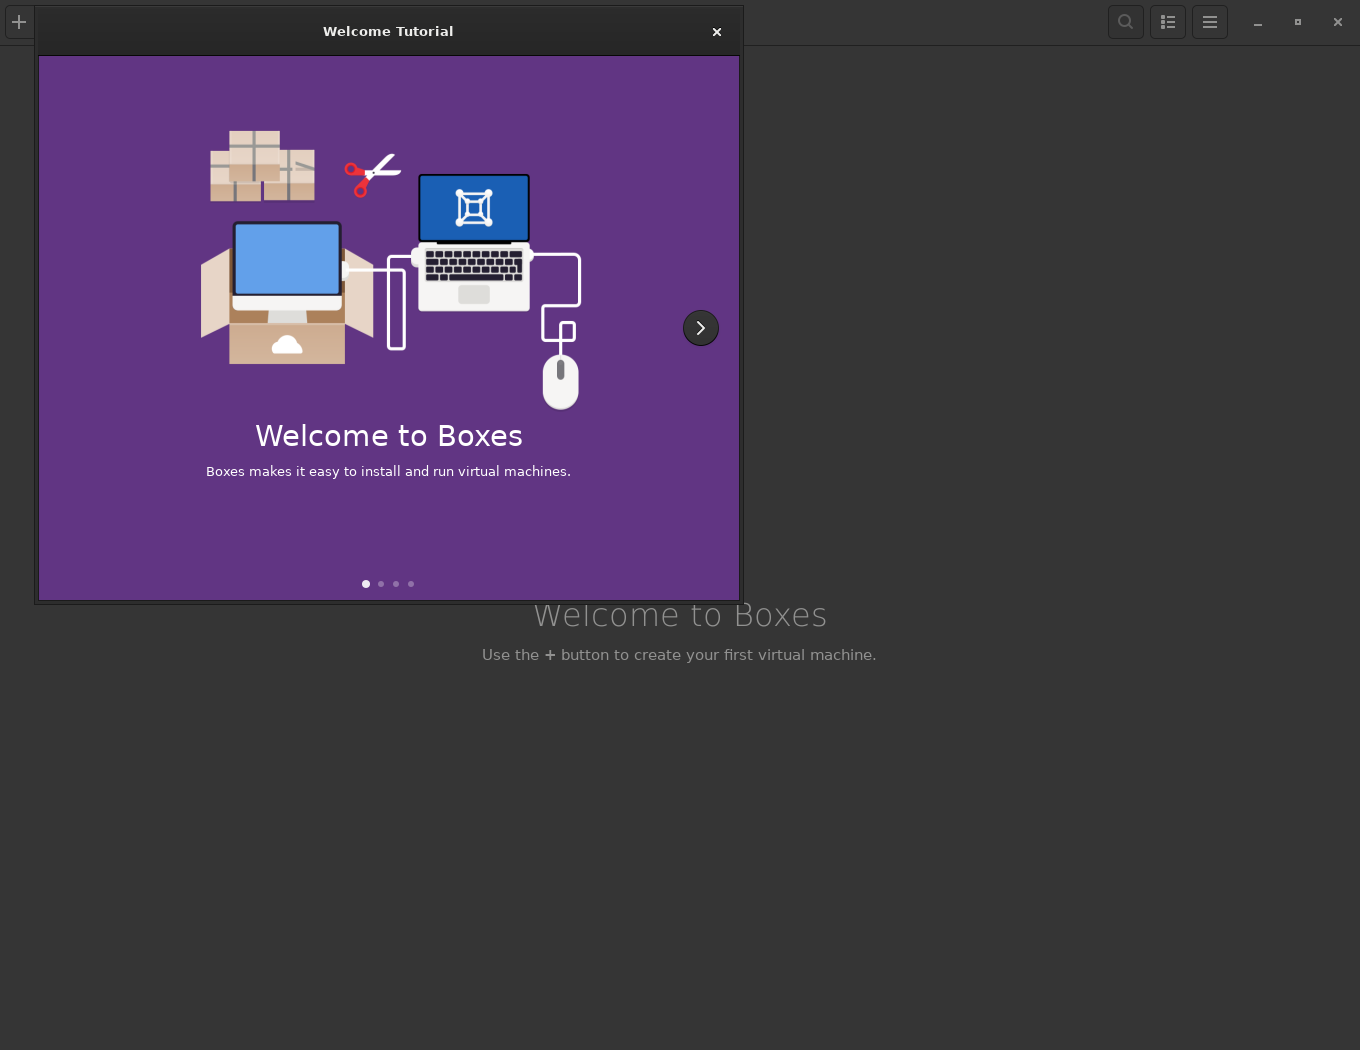 Welcome Tutorial
Welcome to Boxes
Boxes makes it easy to install and run virtual machines.
Welcome to Boxes
Use the + button to create your first virtual machine.